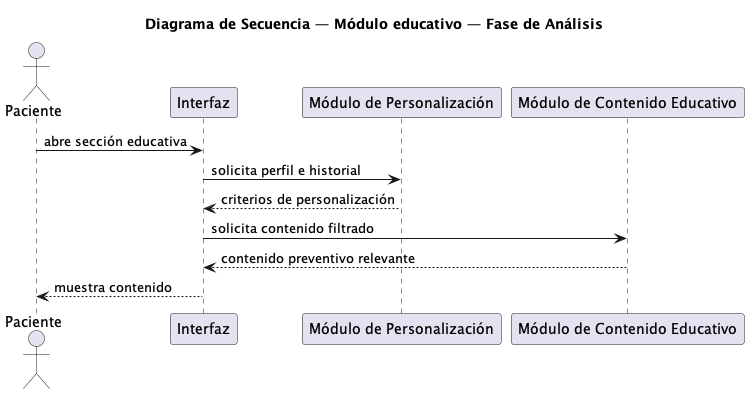 Diagrama de Secuencia — Módulo educativo — Fase de Análisis
Paciente
Interfaz
Módulo de Personalización
Módulo de Contenido Educativo
abre sección educativa
solicita perfil e historial
criterios de personalización
solicita contenido filtrado
contenido preventivo relevante
muestra contenido
Paciente
Interfaz
Módulo de Personalización
Módulo de Contenido Educativo